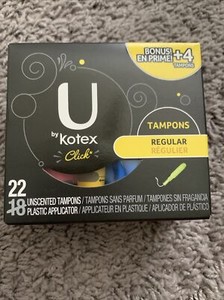 BONUS!
EN PRIME!
+4
TAMPONS
U
by Kotex
Click
TAMPONS
REGULAR
RÉGULIER
22
18 UNSCENTED TAMPONS / TAMPONS SANS PARFUM / TAMPONES SIN FRAGANCIA
PLASTIC APPLICATOR / APPLICATEUR EN PLASTIQUE / APLICADOR DE PLÁSTICO